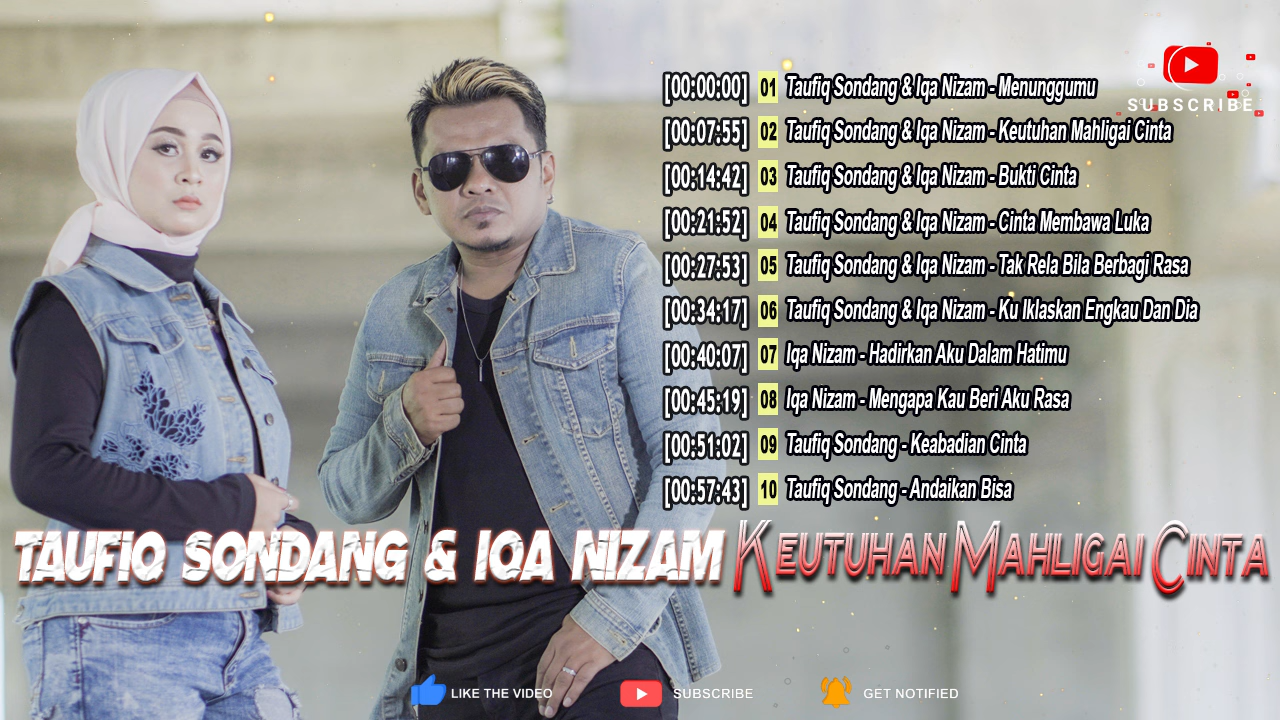 SUBSCRIBE
[00:00:00] 01 Taufiq Sondang & Iqa Nizam - Menunggumu
[00:07:55] 02 Taufiq Sondang & Iqa Nizam - Keutuhan Mahligai Cinta
[00:14:42] 03 Taufiq Sondang & Iqa Nizam - Bukti Cinta
[00:21:52] 04 Taufiq Sondang & Iqa Nizam - Cinta Membawa Luka
[00:27:53] 05 Taufiq Sondang & Iqa Nizam - Tak Rela Bila Berbagi Rasa
[00:34:17] 06 Taufiq Sondang & Iqa Nizam - Ku Iklaskan Engkau Dan Dia
[00:40:07] 07 Iqa Nizam - Hadirkan Aku Dalam Hatimu
[00:45:19] 08 Iqa Nizam - Mengapa Kau Beri Aku Rasa
[00:51:02] 09 Taufiq Sondang - Keabadian Cinta
[00:57:43] 10 Taufiq Sondang - Andaikan Bisa
TAUFIQ SONDANG & IQA NIZAM KEUTUHAN MAHLIGAI CINTA
LIKE THE VIDEO SUBSCRIBE GET NOTIFIED